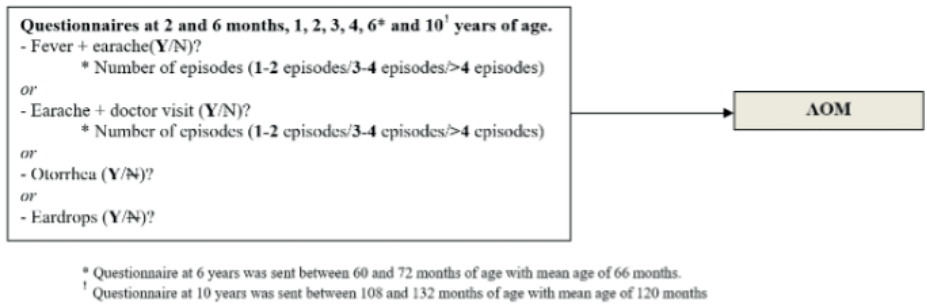 Questionnaires at 2 and 6 months, 1, 2, 3, 4, 6* and 10† years of age.
- Fever + earache(Y/N)?
* Number of episodes (1-2 episodes/3-4 episodes/>4 episodes)
or
- Earache + doctor visit (Y/N)?
* Number of episodes (1-2 episodes/3-4 episodes/>4 episodes)
or
- Otorrhea (Y/N)?
or
- Eardrops (Y/N)?
AOM
* Questionnaire at 6 years was sent between 60 and 72 months of age with mean age of 66 months.
† Questionnaire at 10 years was sent between 108 and 132 months of age with mean age of 120 months